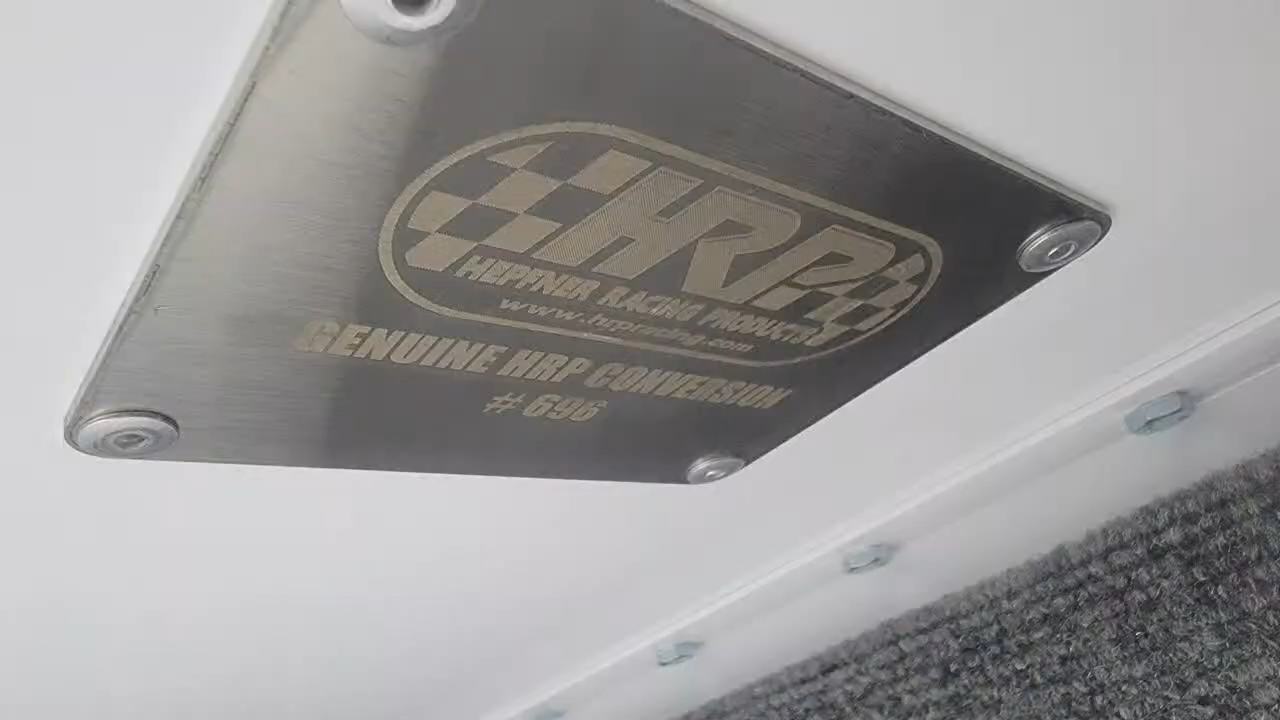 HRP
HEPFNER RACING PRODUCTS
www.hrpracing.com
GENUINE HRP CONVERSION
# 696